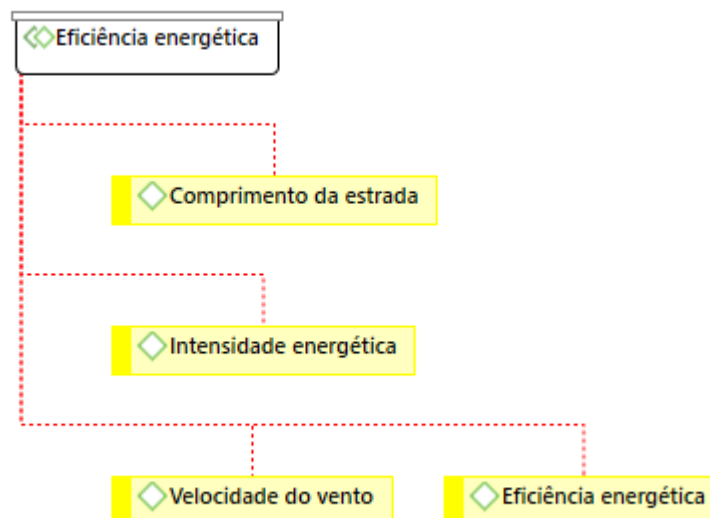 Eficiência energética
Comprimento da estrada
Intensidade energética
Velocidade do vento
Eficiência energética